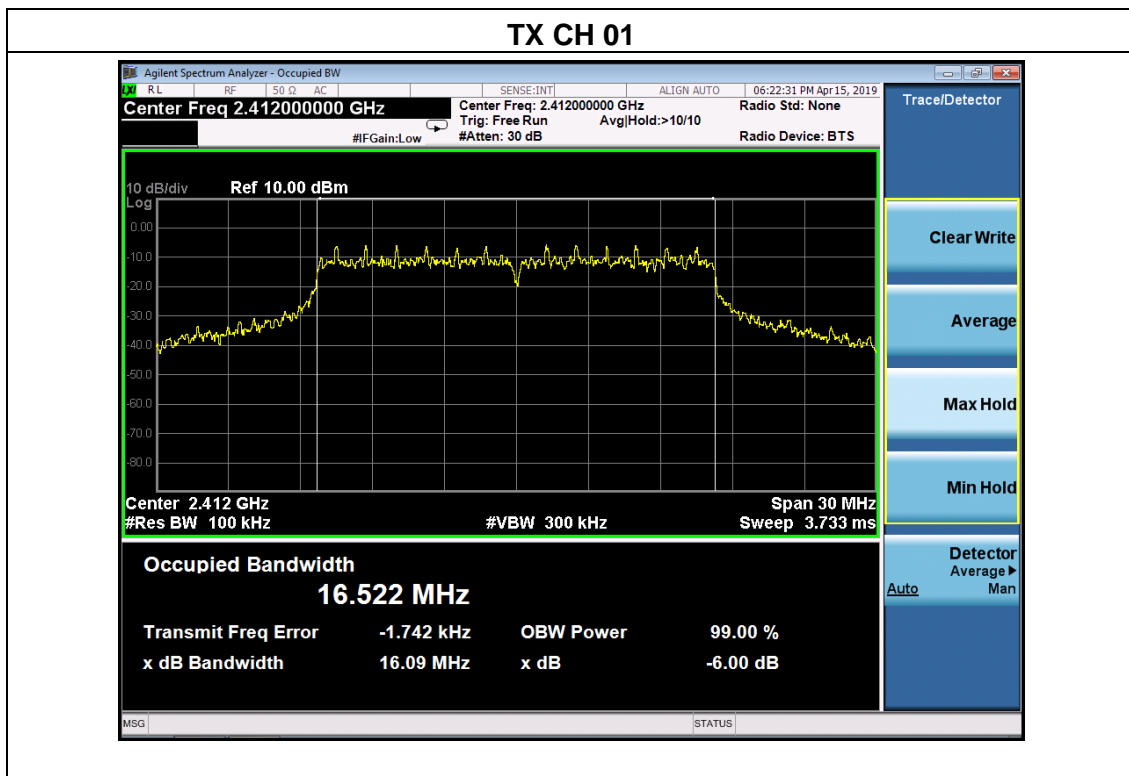 TX CH 01
Agilent Spectrum Analyzer - Occupied BW
LXI RL RF 50 Ω AC SENSE:INT ALIGN AUTO 06:22:31 PM Apr 15, 2019
Center Freq 2.412000000 GHz
Center Freq: 2.412000000 GHz Radio Std: None
Trig: Free Run Avg|Hold:>10/10
#IFGain:Low #Atten: 30 dB Radio Device: BTS
Trace/Detector
10 dB/div Ref 10.00 dBm
Log
0.00
-10.0
-20.0
-30.0
-40.0
-50.0
-60.0
-70.0
-80.0
Center 2.412 GHz Span 30 MHz
#Res BW 100 kHz #VBW 300 kHz Sweep 3.733 ms
Clear Write
Average
Max Hold
Min Hold
Detector
Average
Auto Man
Occupied Bandwidth
16.522 MHz
Transmit Freq Error -1.742 kHz OBW Power 99.00 %
x dB Bandwidth 16.09 MHz x dB -6.00 dB
MSG STATUS